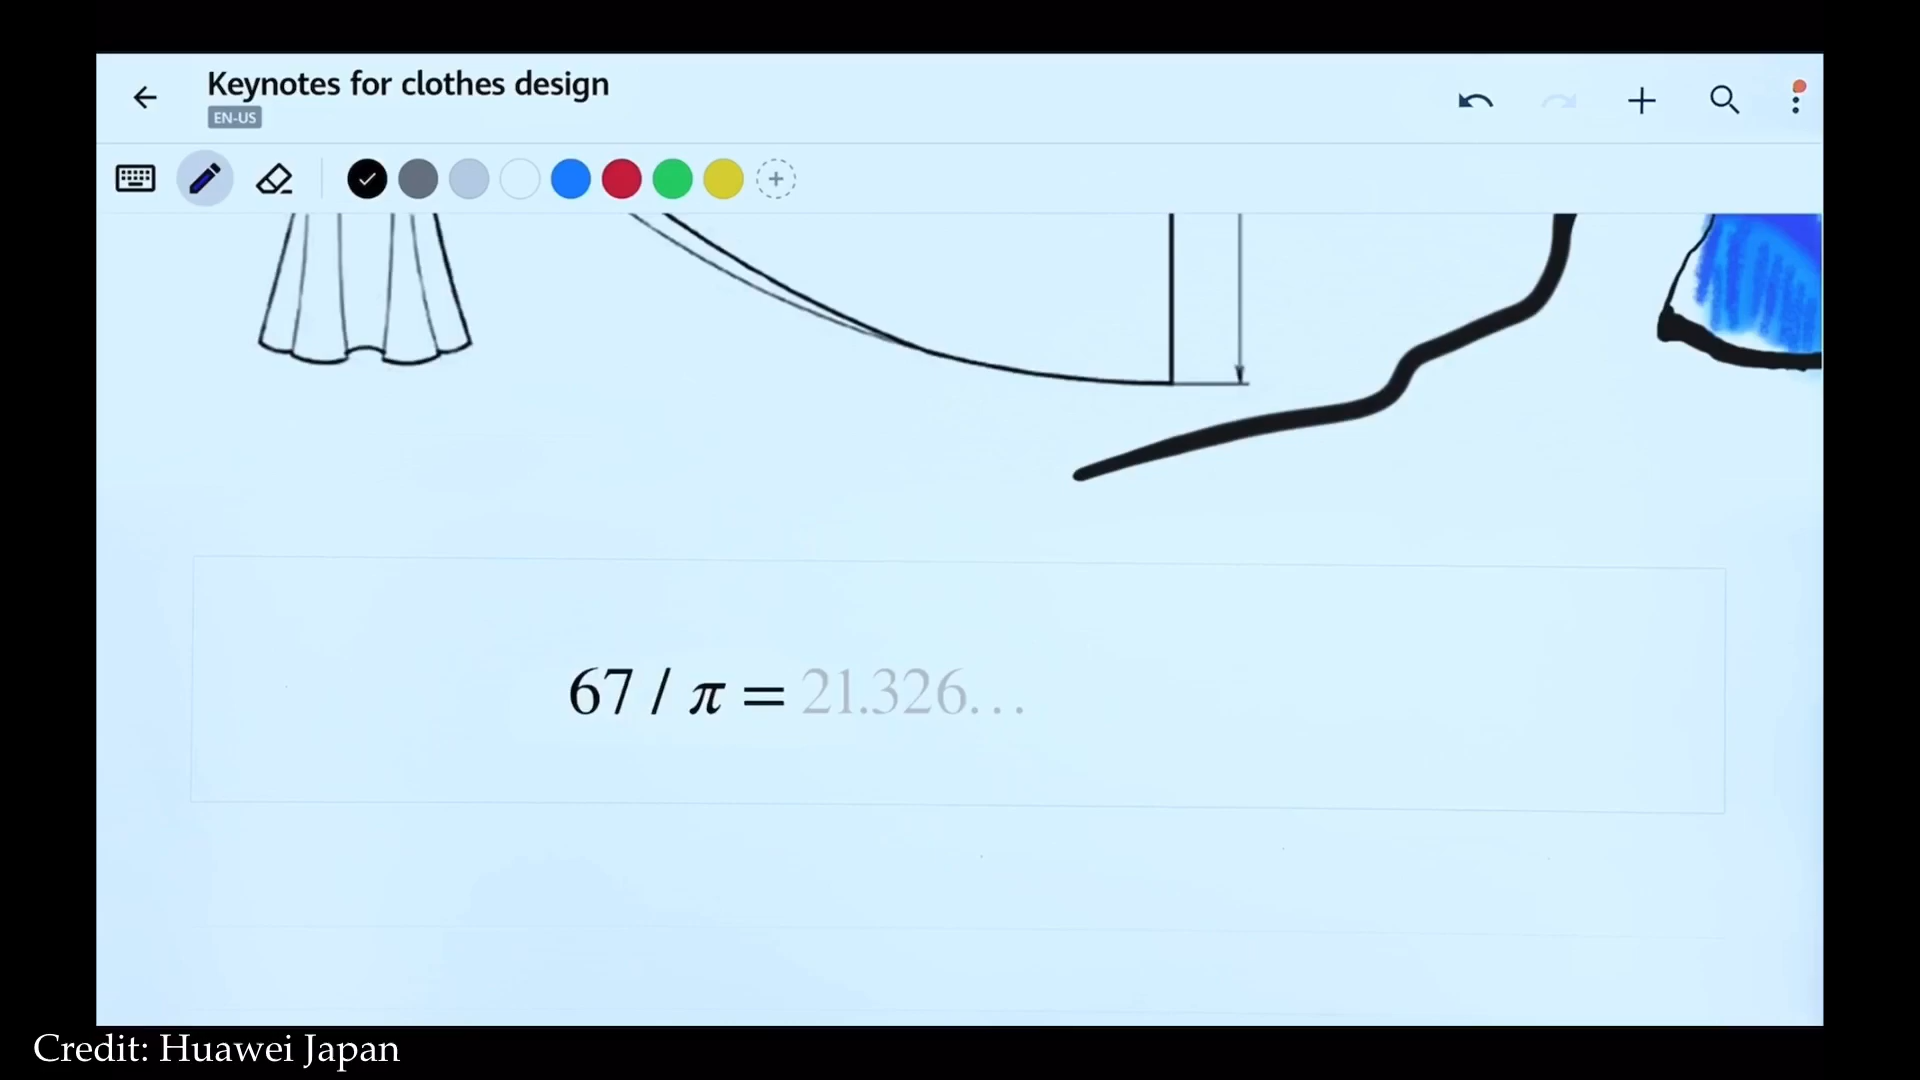 Keynotes for clothes design
EN-US
67 / π = 21.326...
Credit: Huawei Japan